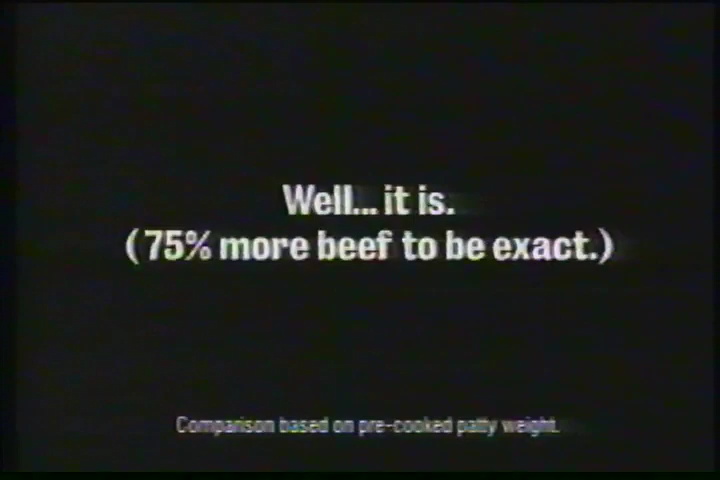 Well... it is.
(75% more beef to be exact.)
Comparison based on pre-cooked patty weight.